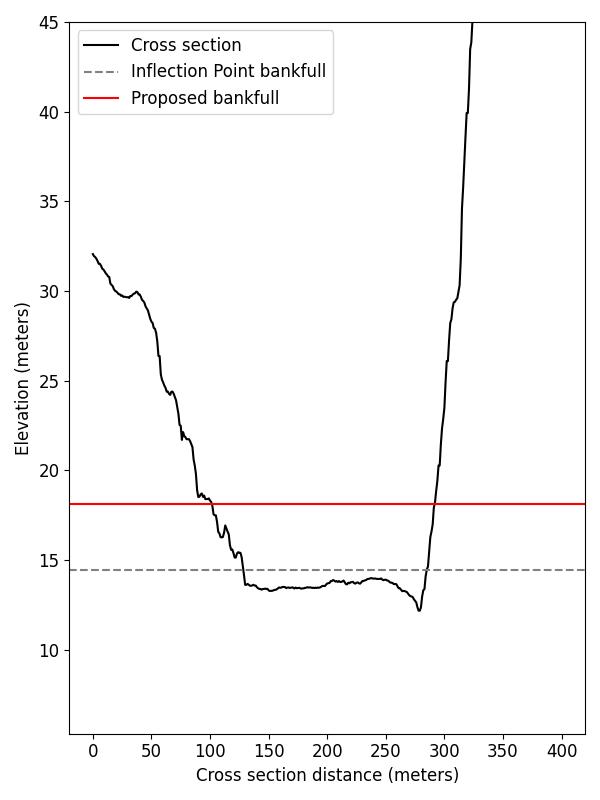 Cross section
Inflection Point bankfull
Proposed bankfull
45
40
35
30
25
20
15
10
Elevation (meters)
0 50 100 150 200 250 300 350 400
Cross section distance (meters)